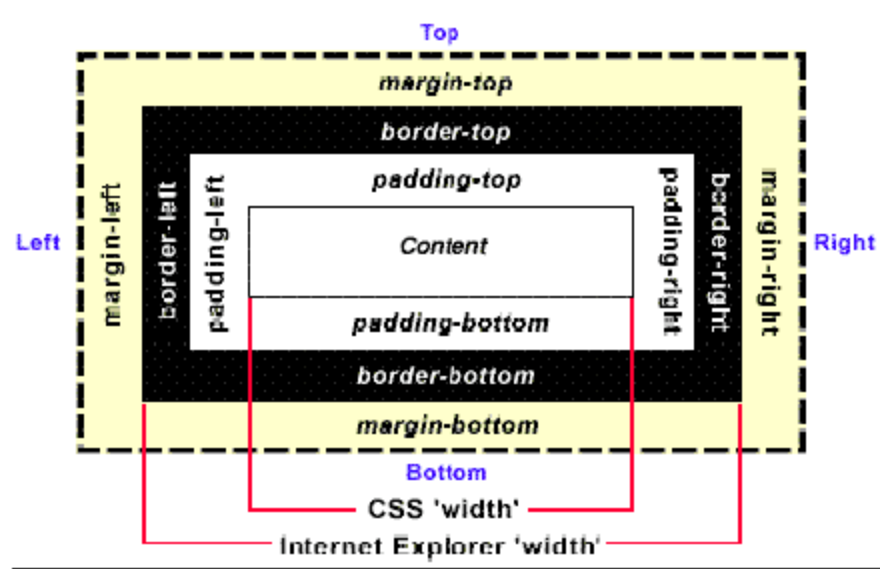 Top
margin-top
border-top
padding-top
Left
margin-left
border-left
padding-left
Content
padding-right
border-right
margin-right
Right
padding-bottom
border-bottom
margin-bottom
Bottom
CSS 'width'
Internet Explorer 'width'